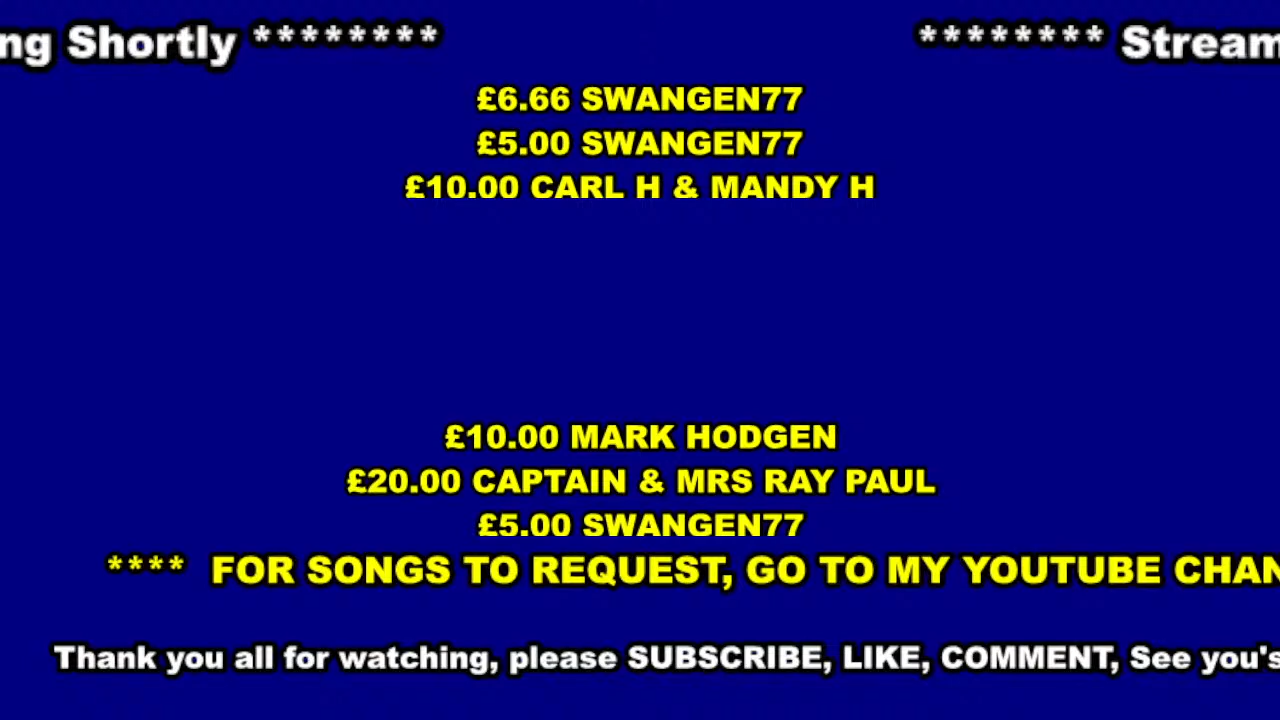 ng Shortly ******** ******** Stream
£6.66 SWANGEN77
£5.00 SWANGEN77
£10.00 CARL H & MANDY H
£10.00 MARK HODGEN
£20.00 CAPTAIN & MRS RAY PAUL
£5.00 SWANGEN77
**** FOR SONGS TO REQUEST, GO TO MY YOUTUBE CHAN
Thank you all for watching, please SUBSCRIBE, LIKE, COMMENT, See you's